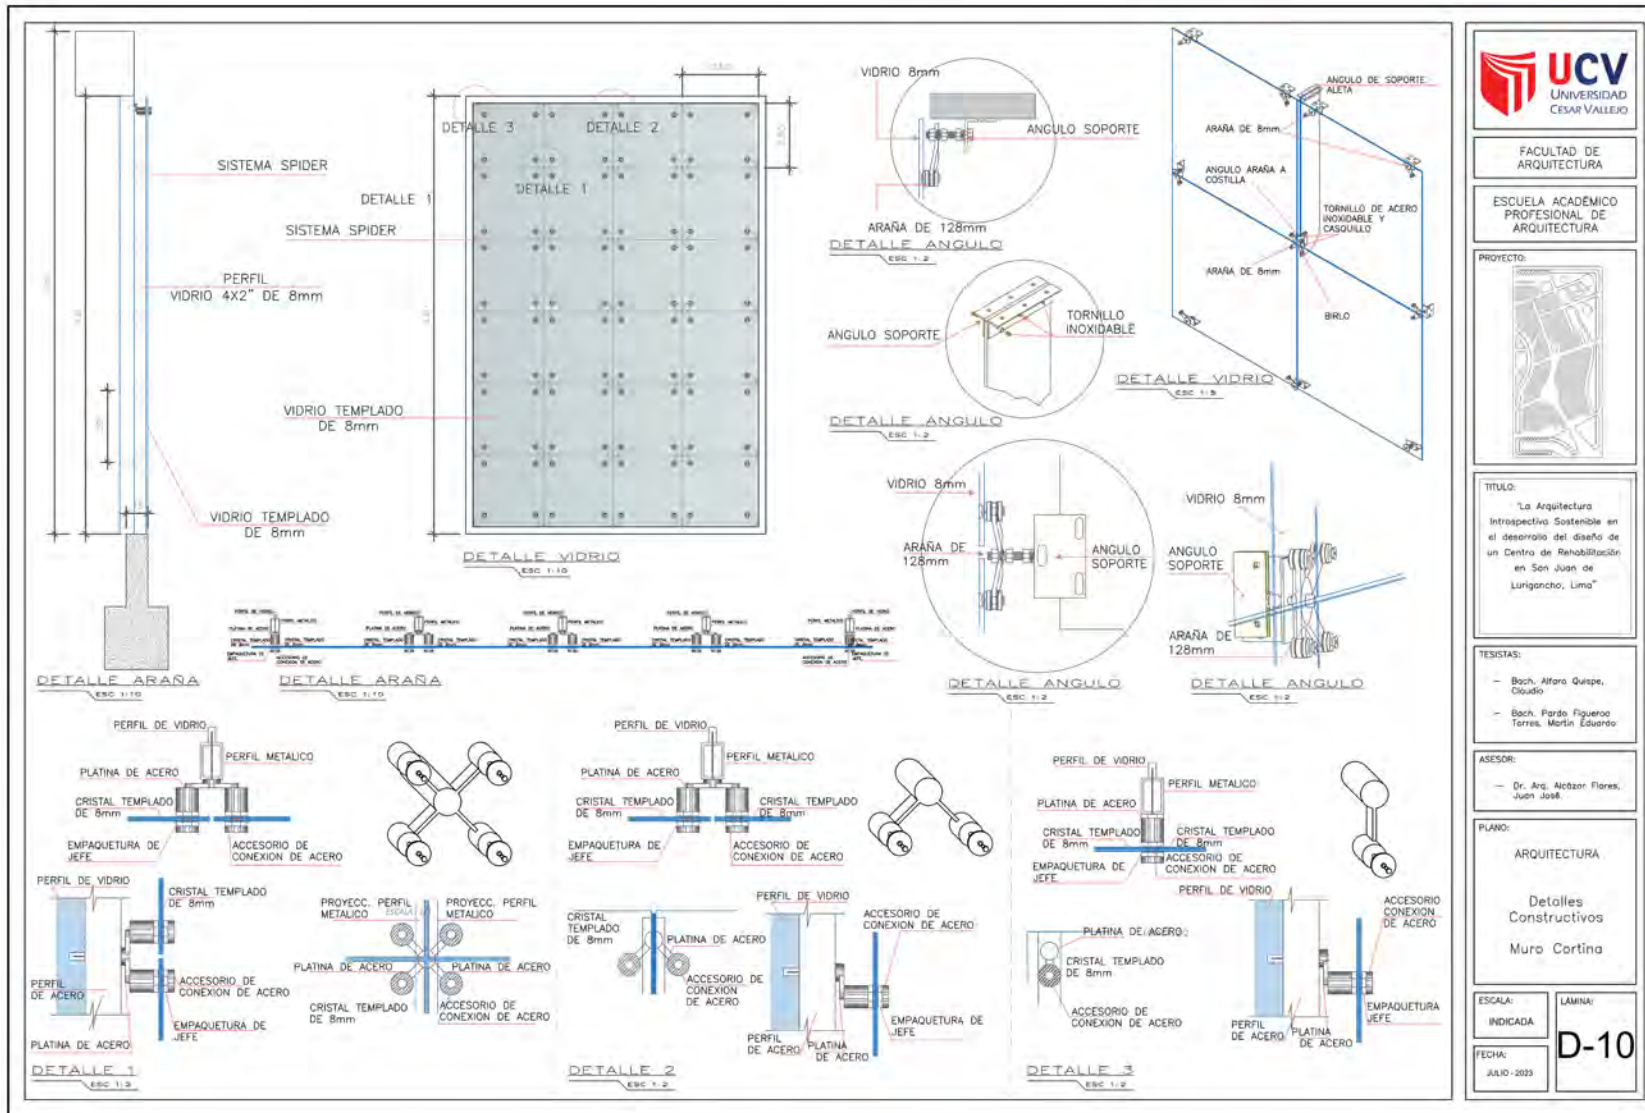 SISTEMA SPIDER
PERFIL
VIDRIO 4X2" DE 8mm
VIDRIO TEMPLADO
DE 8mm
DETALLE ARAÑA
ESC 1:10
DETALLE 3
DETALLE 2
DETALLE 1
DETALLE 1
SISTEMA SPIDER
VIDRIO TEMPLADO
DE 8mm
DETALLE VIDRIO
ESC 1:10
VIDRIO 8mm
ANGULO SOPORTE
ARAÑA DE 128mm
DETALLE ANGULO
ESC 1:2
ANGULO SOPORTE
TORNILLO
INOXIDABLE
DETALLE ANGULO
ESC 1:2
ANGULO DE SOPORTE
ALETA
ARAÑA DE 8mm
ANGULO ARAÑA A
COSTILLA
TORNILLO DE ACERO
INOXIDABLE Y
CASQUILLO
ARAÑA DE 8mm
BIRLO
DETALLE VIDRIO
VIDRIO 8mm
ARAÑA DE
128mm
ANGULO
SOPORTE
DETALLE ANGULO
ESC 1:2
VIDRIO 8mm
ANGULO
SOPORTE
ARAÑA DE
128mm
DETALLE ANGULO
ESC 1:2
DETALLE ARAÑA
ESC 1:10
PERFIL DE VIDRIO
PERFIL METALICO
PLATINA DE ACERO
CRISTAL TEMPLADO
DE 8mm
EMPAQUETURA DE
JEFE
ACCESORIO DE
CONEXION DE ACERO
PERFIL DE VIDRIO
CRISTAL TEMPLADO
DE 8mm
PERFIL
DE ACERO
ACCESORIO DE
CONEXION DE ACERO
EMPAQUETURA DE
JEFE
PLATINA DE ACERO
PROYECC. PERFIL
METALICO
PROYECC. PERFIL
METALICO
PLATINA DE ACERO
PLATINA DE ACERO
CRISTAL TEMPLADO
DE 8mm
ACCESORIO DE
CONEXION DE ACERO
DETALLE 1
PERFIL DE VIDRIO
PERFIL METALICO
PLATINA DE ACERO
CRISTAL TEMPLADO
DE 8mm
CRISTAL TEMPLADO
DE 8mm
EMPAQUETURA DE
JEFE
ACCESORIO DE
CONEXION DE ACERO
CRISTAL
TEMPLADO
DE 8mm
PLATINA DE ACERO
ACCESORIO DE
CONEXION
DE ACERO
PERFIL DE VIDRIO
ACCESORIO DE
CONEXION DE ACERO
EMPAQUETURA DE
JEFE
PERFIL
DE ACERO
PLATINA
DE ACERO
DETALLE 2
ESC 1:2
PERFIL DE VIDRIO
PERFIL METALICO
PLATINA DE ACERO
CRISTAL TEMPLADO
DE 8mm
CRISTAL TEMPLADO
DE 8mm
EMPAQUETURA DE
JEFE
ACCESORIO DE
CONEXION DE ACERO
PLATINA DE ACERO
CRISTAL TEMPLADO
DE 8mm
ACCESORIO DE
CONEXION DE ACERO
PERFIL DE VIDRIO
ACCESORIO
CONEXION
DE ACERO
EMPAQUETURA
JEFE
PERFIL
DE ACERO
PLATINA
DE ACERO
DETALLE 3
ESC 1:2
UCV
UNIVERSIDAD
CÉSAR VALLEJO
FACULTAD DE
ARQUITECTURA
ESCUELA ACADÉMICO
PROFESIONAL DE
ARQUITECTURA
PROYECTO:
TITULO:
"La Arquitectura
Introspectiva Sostenible en
el desarrollo del diseño de
un Centro de Rehabilitación
en San Juan de
Lurigancho, Lima"
TESISTAS:
- Bach. Alfaro Quispe,
Claudio
- Bach. Pardo Figueroa
Torres, Martin Eduardo
ASESOR:
- Dr. Arq. Alcázar Flores,
Juan José.
PLANO:
ARQUITECTURA
Detalles
Constructivos
Muro Cortina
ESCALA:
INDICADA
LAMINA:
D-10
FECHA:
JULIO - 2023